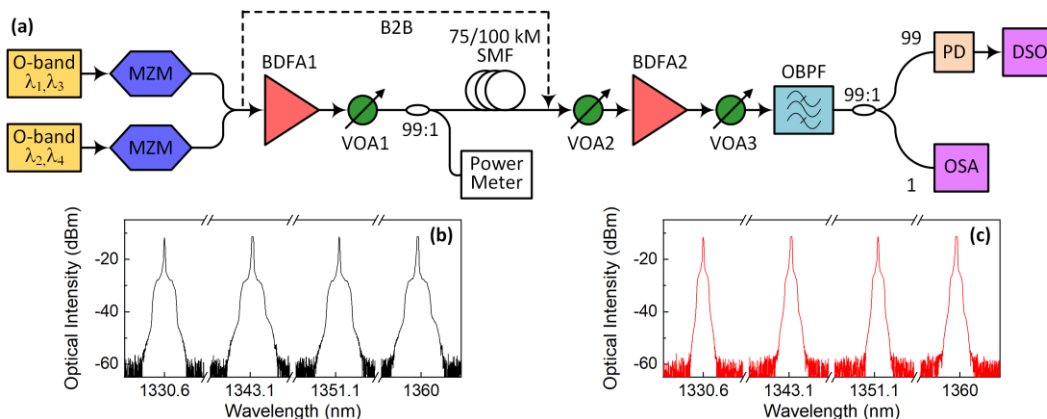 (a)
B2B
75/100 kM
SMF
O-band
λ1,λ3
MZM
BDFA1
VOA1
99:1
Power
Meter
O-band
λ2,λ4
MZM
VOA2
BDFA2
VOA3
OBPF
99:1
99
PD
DSO
1
OSA
(b)
Optical Intensity (dBm)
-20
-40
-60
1330.6 1343.1 1351.1 1360
Wavelength (nm)
(c)
Optical Intensity (dBm)
-20
-40
-60
1330.6 1343.1 1351.1 1360
Wavelength (nm)